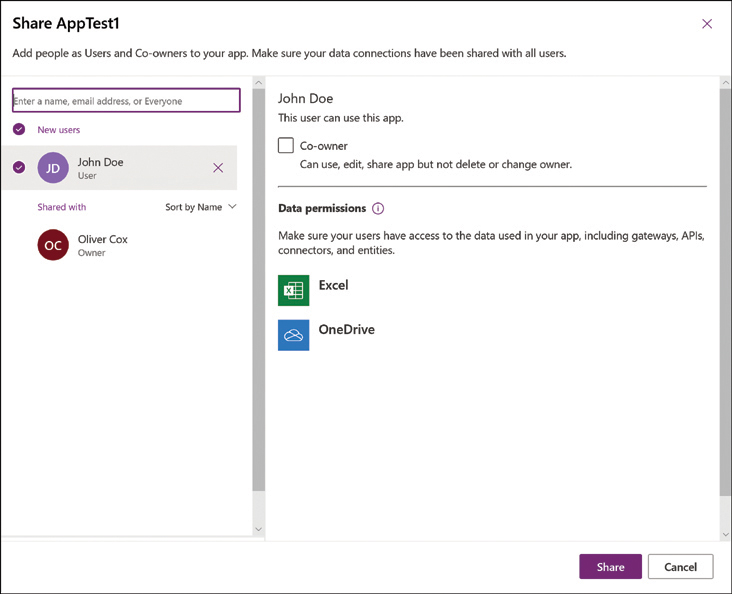 Share AppTest1
Add people as Users and Co-owners to your app. Make sure your data connections have been shared with all users.
Enter a name, email address, or Everyone
New users
JD
John Doe
User
Shared with
Sort by Name
OC
Oliver Cox
Owner
John Doe
This user can use this app.
Co-owner
Can use, edit, share app but not delete or change owner.
Data permissions
Make sure your users have access to the data used in your app, including gateways, APIs,
connectors, and entities.
Excel
OneDrive
Share
Cancel